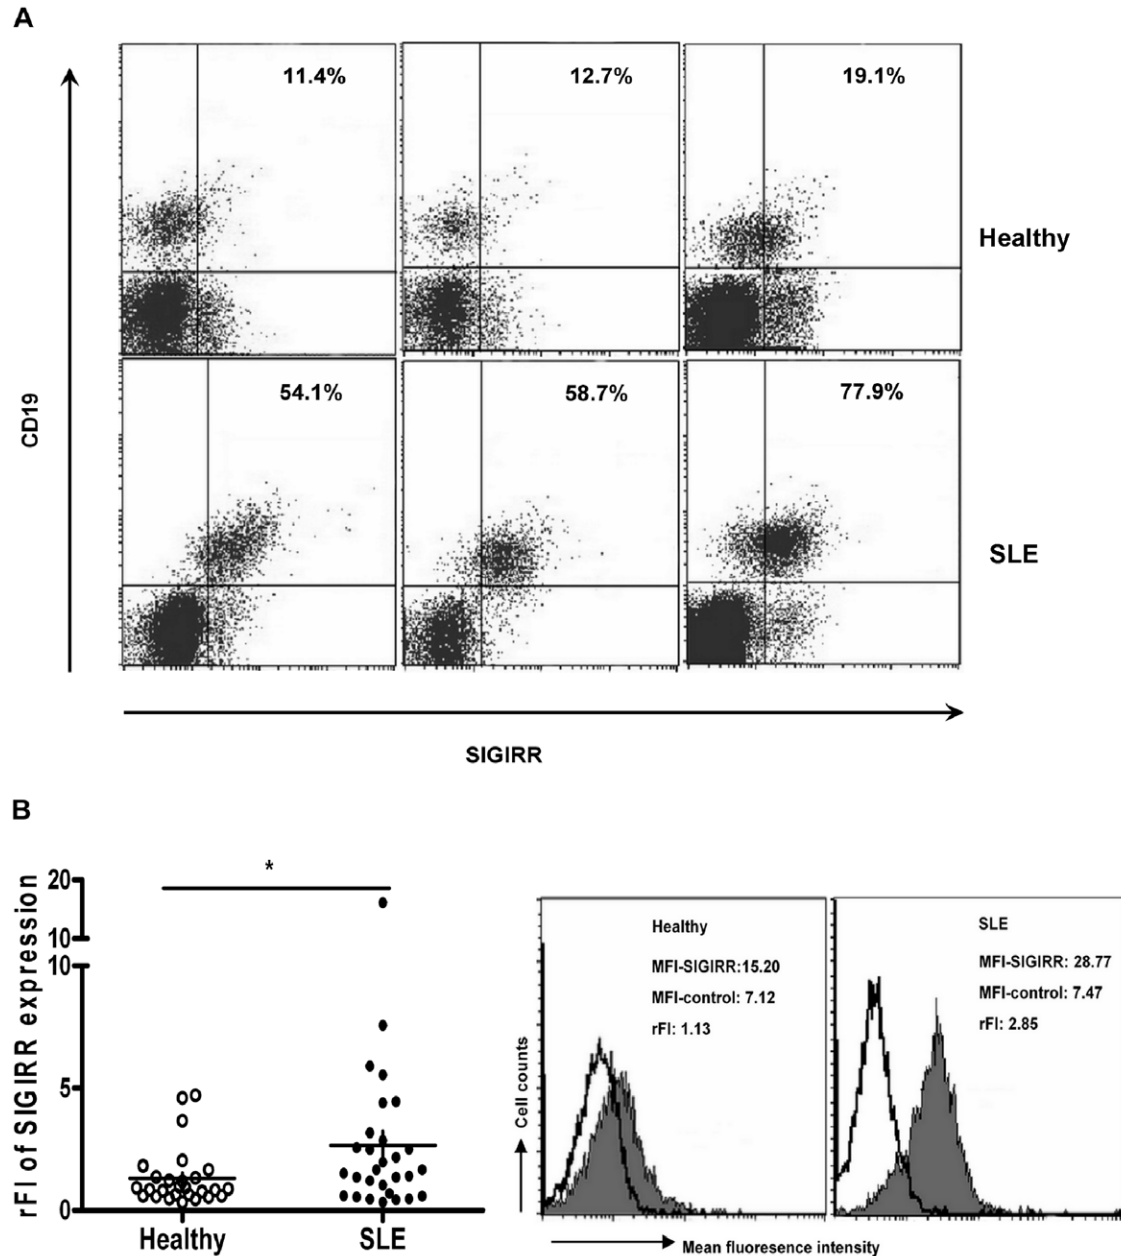 A
11.4%
12.7%
19.1%
Healthy
54.1%
58.7%
77.9%
SLE
CD19
SIGIRR
B
rFI of SIGIRR expression
20
10
10
5
0
*
Healthy
SLE
Cell counts
Healthy
MFI-SIGIRR:15.20
MFI-control: 7.12
rFI: 1.13
SLE
MFI-SIGIRR: 28.77
MFI-control: 7.47
rFI: 2.85
Mean fluoresence intensity